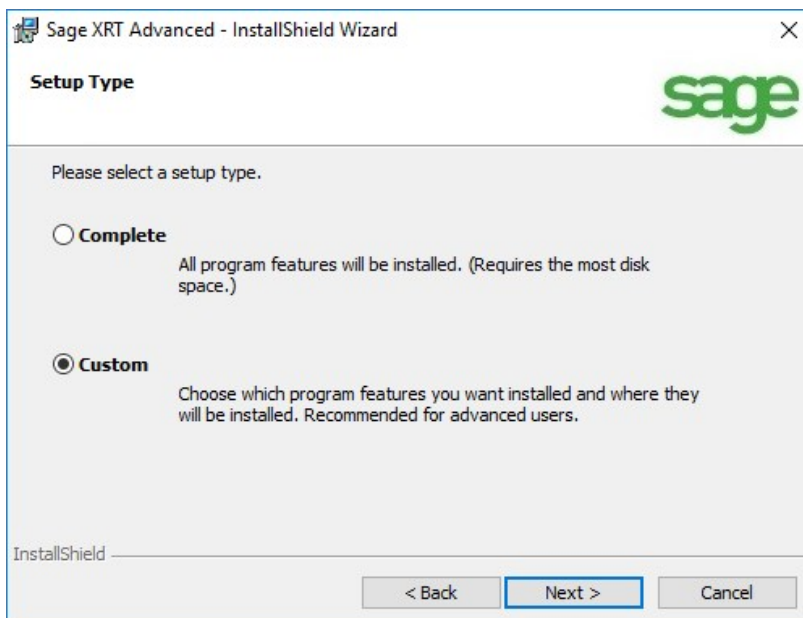 Sage XRT Advanced - InstallShield Wizard
Setup Type
sage
Please select a setup type.
Complete
All program features will be installed. (Requires the most disk
space.)
Custom
Choose which program features you want installed and where they
will be installed. Recommended for advanced users.
InstallShield
< Back Next > Cancel